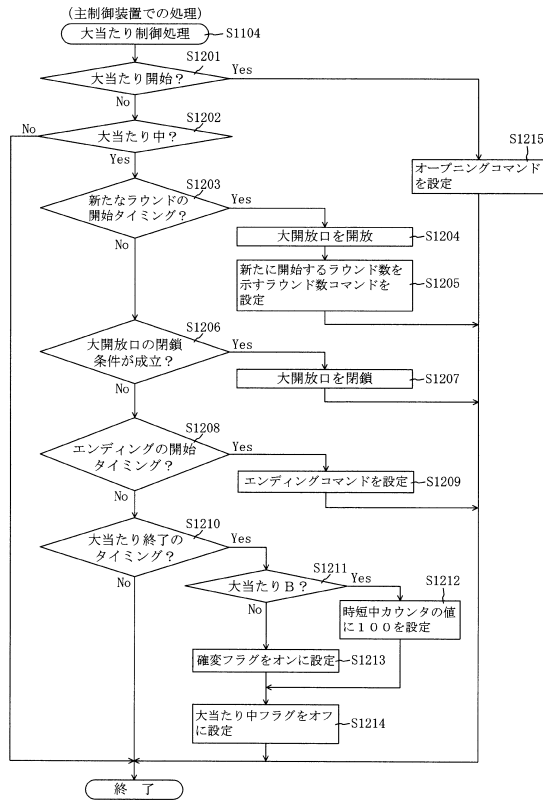 (主制御装置での処理)
大当たり制御処理
S1104
S1201
大当たり開始？
Yes
No
S1202
No
大当たり中？
Yes
S1215
オープニングコマンド
を設定
S1203
新たなラウンドの
開始タイミング？
Yes
No
大開放口を開放
S1204
新たに開始するラウンド数を
示すラウンド数コマンドを
設定
S1205
S1206
大開放口の閉鎖
条件が成立？
Yes
No
大開放口を閉鎖
S1207
S1208
エンディングの開始
タイミング？
Yes
No
エンディングコマンドを設定
S1209
S1210
大当たり終了の
タイミング？
Yes
No
S1211
大当たりB？
Yes
No
S1212
時短中カウンタの値
に１００を設定
確変フラグをオンに設定
S1213
大当たり中フラグをオフ
に設定
S1214
終 了